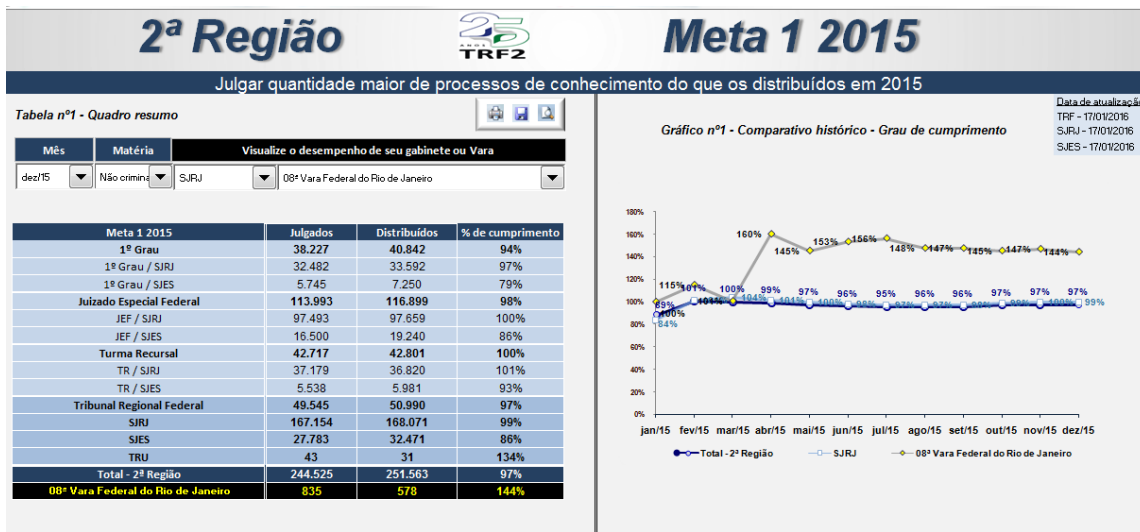 2ª Região
25
ANOS
TRF2
Meta 1 2015
Julgar quantidade maior de processos de conhecimento do que os distribuídos em 2015
Tabela nº1 - Quadro resumo
Mês Matéria Visualize o desempenho de seu gabinete ou Vara
dez/15 Não crimina SJRJ 08ª Vara Federal do Rio de Janeiro
Meta 1 2015 Julgados Distribuídos % de cumprimento
1º Grau 38.227 40.842 94%
1º Grau / SJRJ 32.482 33.592 97%
1º Grau / SJES 5.745 7.250 79%
Juizado Especial Federal 113.993 116.899 98%
JEF / SJRJ 97.493 97.659 100%
JEF / SJES 16.500 19.240 86%
Turma Recursal 42.717 42.801 100%
TR / SJRJ 37.179 36.820 101%
TR / SJES 5.538 5.981 93%
Tribunal Regional Federal 49.545 50.990 97%
SJRJ 167.154 168.071 99%
SJES 27.783 32.471 86%
TRU 43 31 134%
Total - 2ª Região 244.525 251.563 97%
08ª Vara Federal do Rio de Janeiro 835 578 144%
Data de atualização
TRF - 17/01/2016
SJRJ - 17/01/2016
SJES - 17/01/2016
Gráfico nº1 - Comparativo histórico - Grau de cumprimento
180%
160%
140%
120%
100%
80%
60%
40%
20%
0%
100% 115% 160% 145% 153% 156% 148% 147% 145% 147% 144%
89% 101% 100% 99% 97% 96% 95% 96% 96% 97% 97% 97%
84% 104% 101% 100% 98% 97% 97% 98% 99% 100% 99%
jan/15 fev/15 mar/15 abr/15 mai/15 jun/15 jul/15 ago/15 set/15 out/15 nov/15 dez/15
Total - 2ª Região SJRJ 08ª Vara Federal do Rio de Janeiro